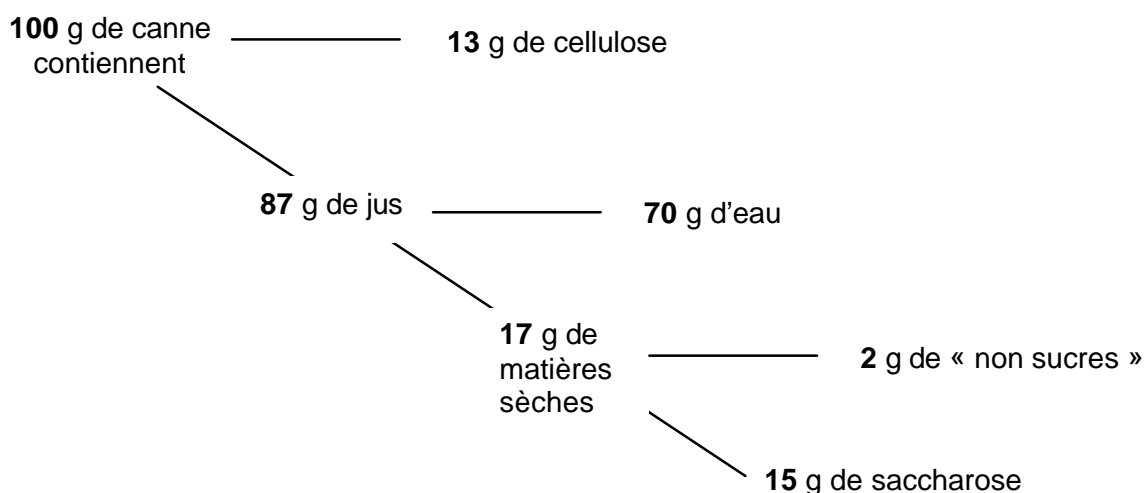 100 g de canne
contiennent
13 g de cellulose
87 g de jus
70 g d'eau
17 g de
matières
sèches
2 g de « non sucres »
15 g de saccharose